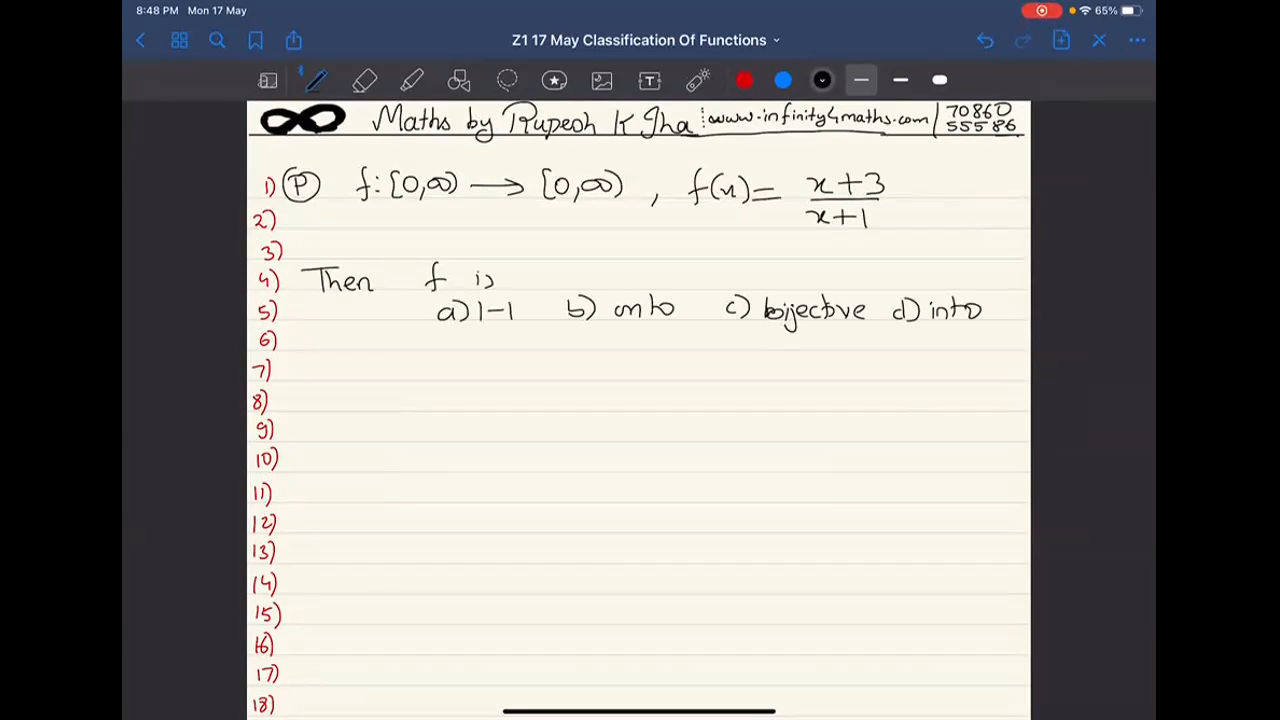 8:48 PM Mon 17 May
65%
Z1 17 May Classification Of Functions
Maths by Rupesh K Jha www.infinity4maths.com 70860 55586
1) (P) f: [0,∞) → [0,∞) , f(x) = (x+3)/(x+1)
2)
3)
4) Then f is
5) a) 1-1 b) onto c) bijective d) into
6)
7)
8)
9)
10)
11)
12)
13)
14)
15)
16)
17)
18)